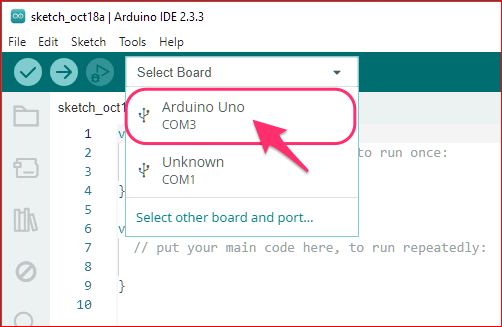 sketch_oct18a | Arduino IDE 2.3.3
File Edit Sketch Tools Help
Select Board
sketch_oct1
Arduino Uno
COM3
Unknown
COM1
Select other board and port...
1 v
2 to run once:
3
4 }
5
6 v
7 // put your main code here, to run repeatedly:
8
9 }
10